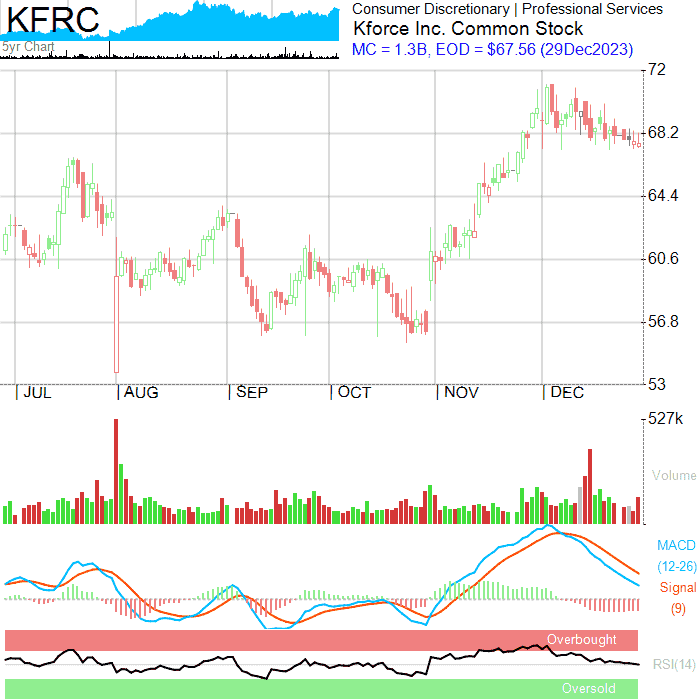 KFRC
5yr Chart
Consumer Discretionary | Professional Services
Kforce Inc. Common Stock
MC = 1.3B, EOD = $67.56 (29Dec2023)
72
68.2
64.4
60.6
56.8
53
| JUL | AUG | SEP | OCT | NOV | DEC
527k
Volume
MACD
(12-26)
Signal
(9)
Overbought
RSI(14)
Oversold